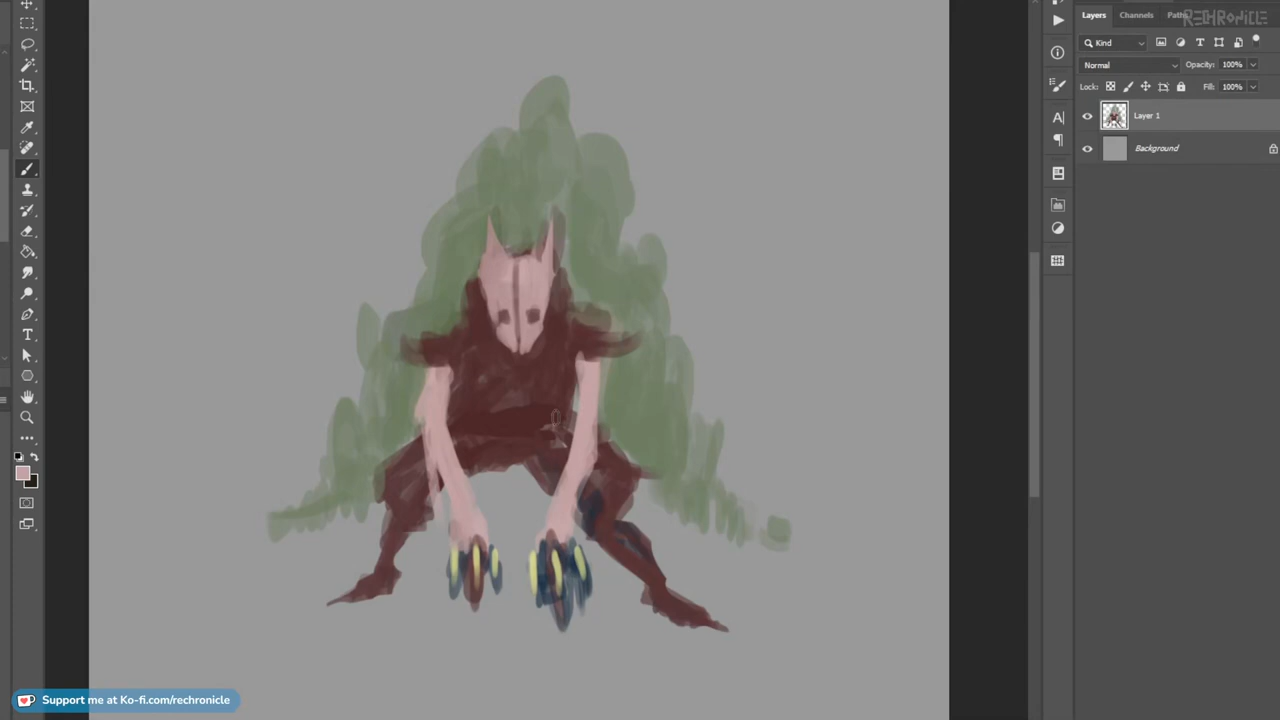 Layers Channels Paths
RECHRONICLE
Kind
Normal Opacity: 100%
Lock: Fill: 100%
Layer 1
Background
Support me at Ko-fi.com/rechronicle